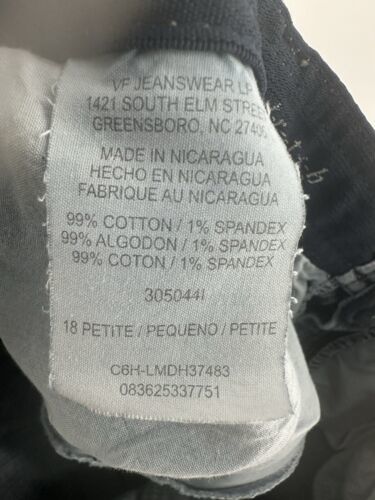 VF JEANSWEAR LP
1421 SOUTH ELM STREET
GREENSBORO, NC 27406
MADE IN NICARAGUA
HECHO EN NICARAGUA
FABRIQUE AU NICARAGUA
99% COTTON / 1% SPANDEX
99% ALGODON / 1% SPANDEX
99% COTON / 1% SPANDEX
305044I
18 PETITE / PEQUENO / PETITE
C6H-LMDH37483
083625337751